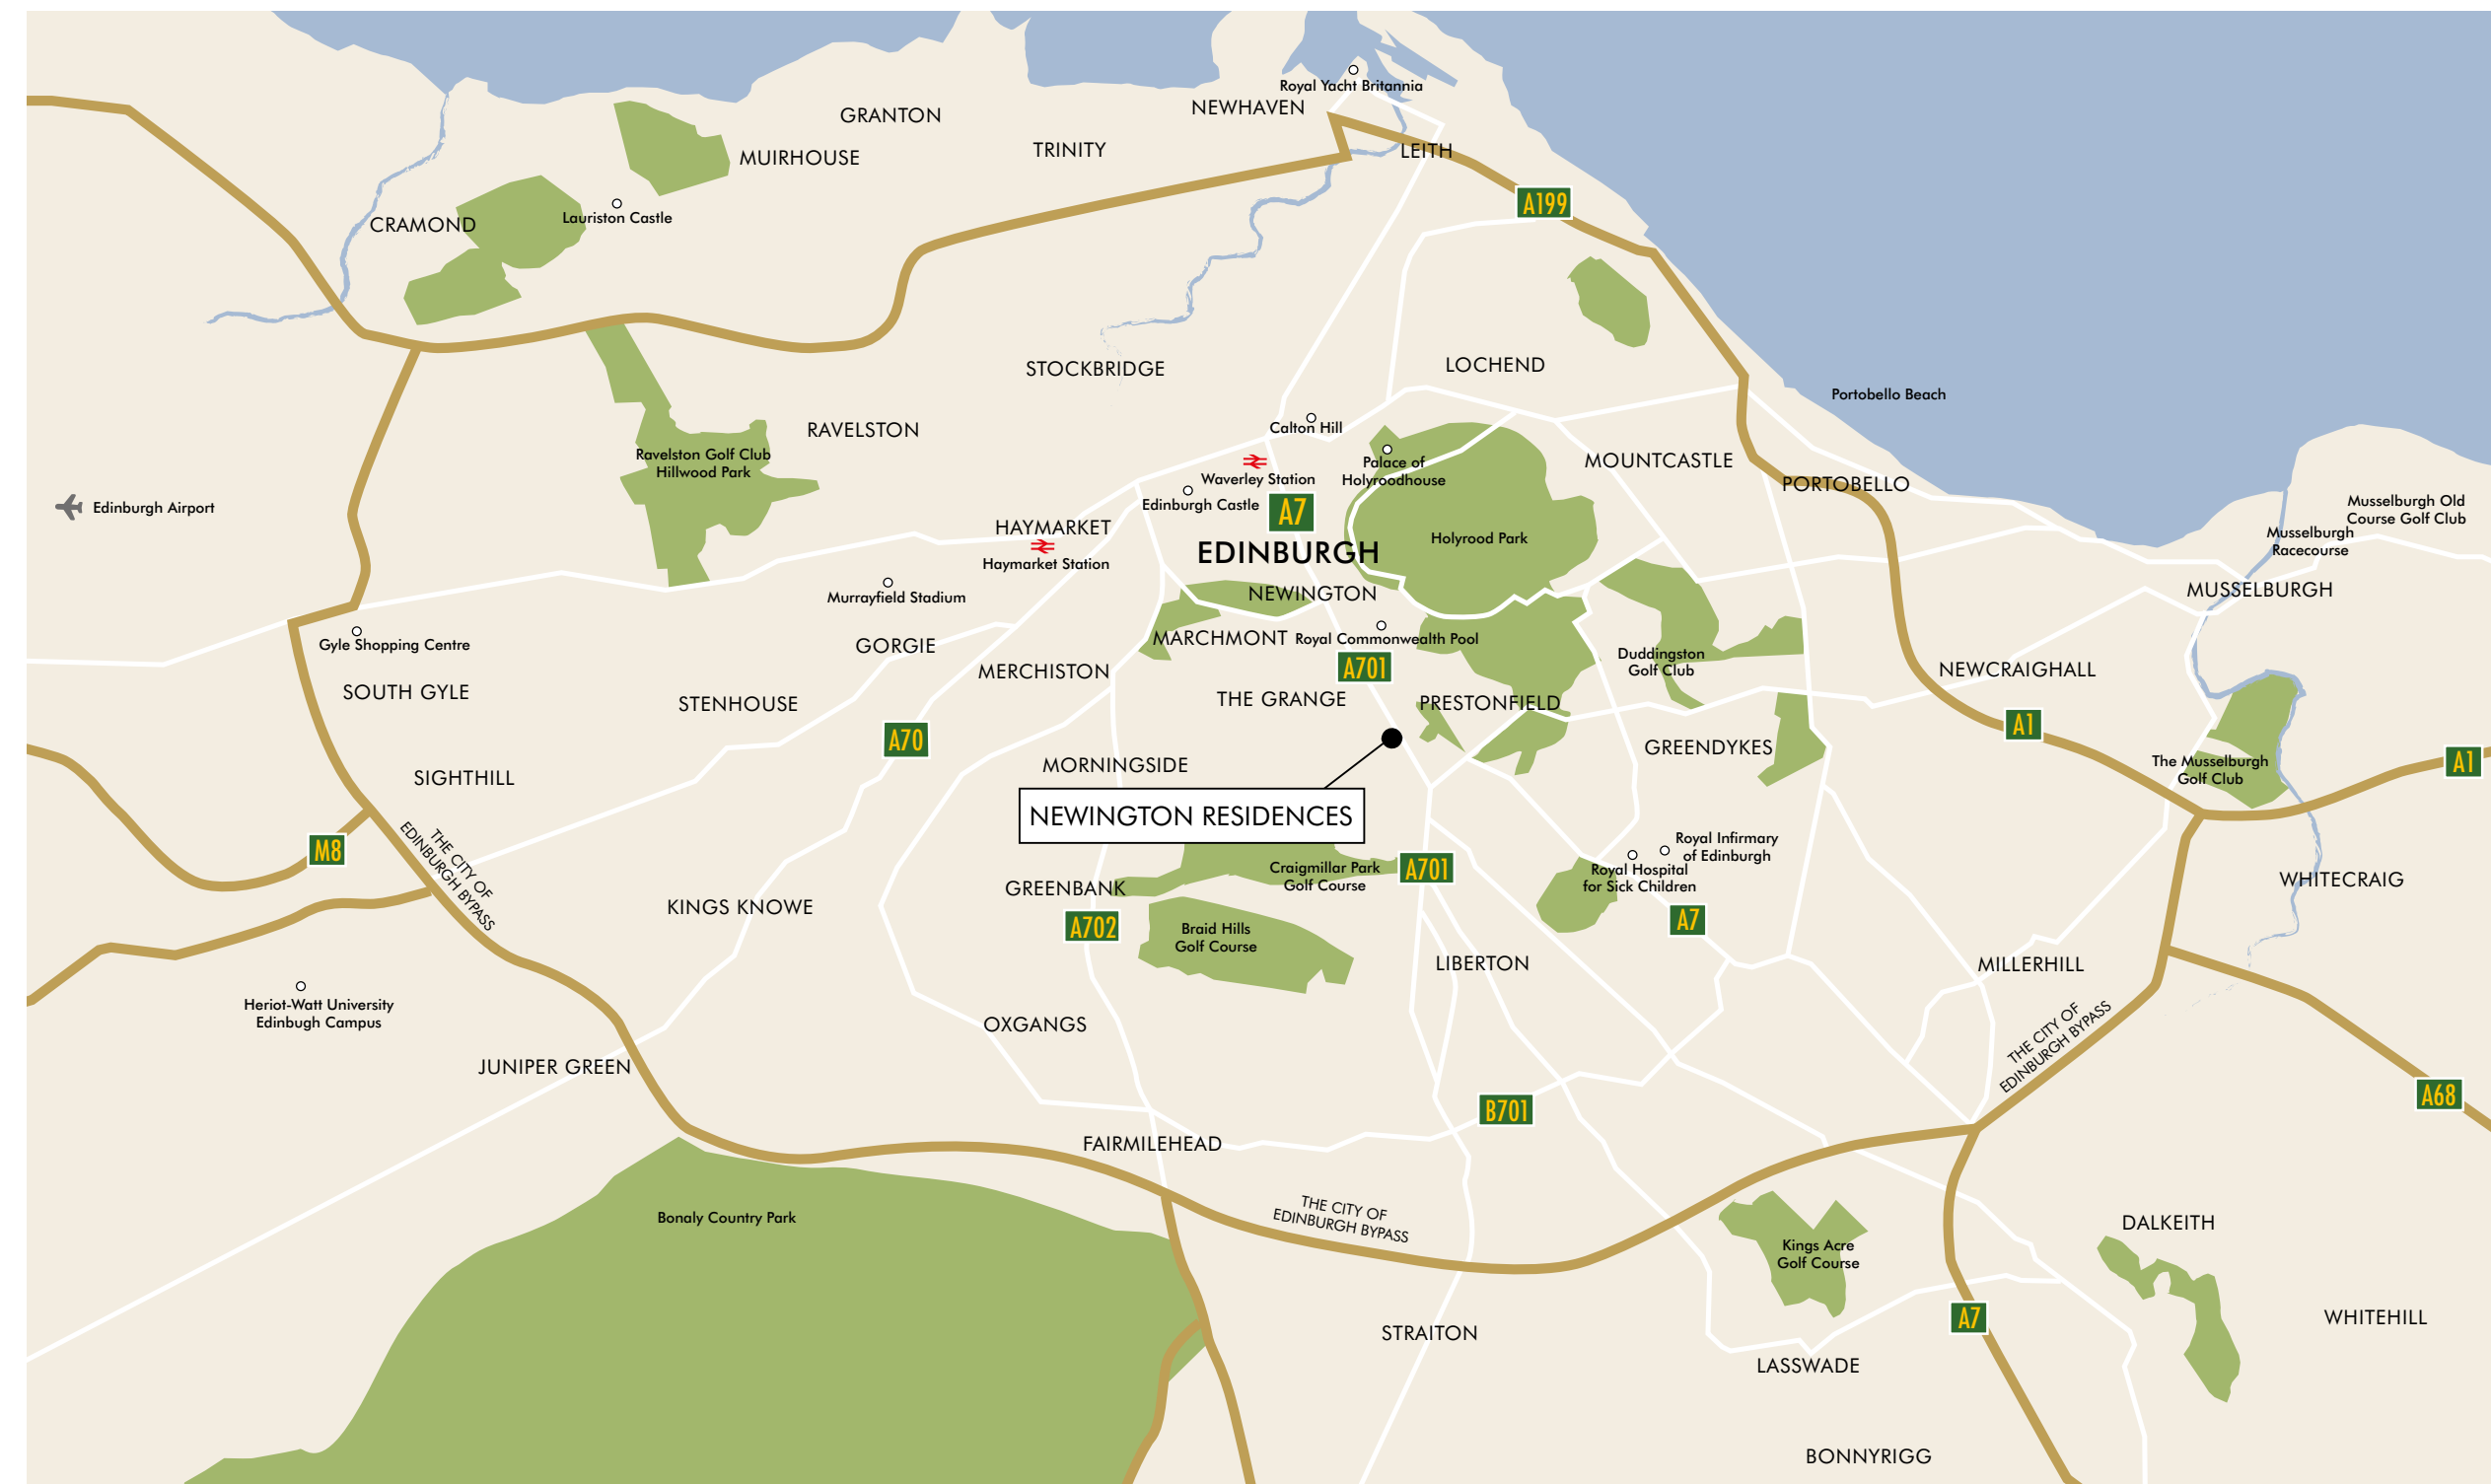 Royal Yacht Britannia
NEWHAVEN
GRANTON
TRINITY
LEITH
MUIRHOUSE
A199
Lauriston Castle
CRAMOND
STOCKBRIDGE
LOCHEND
Portobello Beach
Calton Hill
RAVELSTON
Ravelston Golf Club
Hillwood Park
Palace of
Holyroodhouse
MOUNTCASTLE
Waverley Station
PORTOBELLO
Edinburgh Castle
A7
Edinburgh Airport
Musselburgh Old
Course Golf Club
HAYMARKET
Musselburgh
Racecourse
Holyrood Park
EDINBURGH
Haymarket Station
MUSSELBURGH
NEWINGTON
Murrayfield Stadium
MARCHMONT
Royal Commonwealth Pool
Gyle Shopping Centre
GORGIE
Duddingston
Golf Club
A701
MERCHISTON
NEWCRAIGHALL
SOUTH GYLE
STENHOUSE
THE GRANGE
PRESTONFIELD
A1
A70
GREENDYKES
A1
MORNINGSIDE
The Musselburgh
Golf Club
SIGHTHILL
NEWINGTON RESIDENCES
M8
THE CITY OF
EDINBURGH BYPASS
Royal Infirmary
of Edinburgh
Craigmillar Park
Golf Course
A701
Royal Hospital
for Sick Children
GREENBANK
WHITECRAIG
KINGS KNOWE
A702
A7
Braid Hills
Golf Course
LIBERTON
MILLERHILL
Heriot-Watt University
Edinbugh Campus
OXGANGS
THE CITY OF
EDINBURGH BYPASS
JUNIPER GREEN
A68
B701
FAIRMILEHEAD
Bonaly Country Park
THE CITY OF
EDINBURGH BYPASS
DALKEITH
Kings Acre
Golf Course
A7
WHITEHILL
STRAITON
LASSWADE
BONNYRIGG